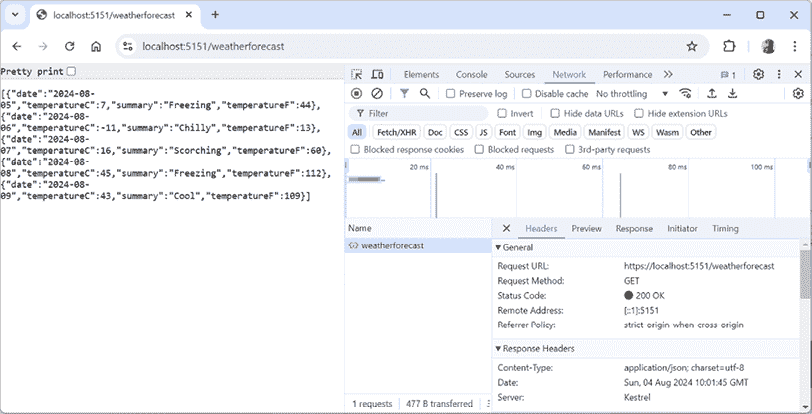 localhost:5151/weatherforecast
localhost:5151/weatherforecast
Pretty print
[{"date":"2024-08-
05","temperatureC":7,"summary":"Freezing","temperatureF":44},
{"date":"2024-08-
06","temperatureC":-11,"summary":"Chilly","temperatureF":13},
{"date":"2024-08-
07","temperatureC":16,"summary":"Scorching","temperatureF":60},
{"date":"2024-08-
08","temperatureC":45,"summary":"Freezing","temperatureF":112},
{"date":"2024-08-
09","temperatureC":43,"summary":"Cool","temperatureF":109}]
Elements Console Sources Network Performance » 1
Preserve log Disable cache No throttling
Filter Invert Hide data URLs Hide extension URLs
All Fetch/XHR Doc CSS JS Font Img Media Manifest WS Wasm Other
Blocked response cookies Blocked requests 3rd-party requests
20 ms 40 ms 60 ms 80 ms 100 ms
Name Headers Preview Response Initiator Timing
weatherforecast
General
Request URL: https://localhost:5151/weatherforecast
Request Method: GET
Status Code: 200 OK
Remote Address: [::1]:5151
Referrer Policy: strict-origin-when-cross-origin
Response Headers
Content-Type: application/json; charset=utf-8
Date: Sun, 04 Aug 2024 10:01:45 GMT
Server: Kestrel
1 requests 477 B transferred